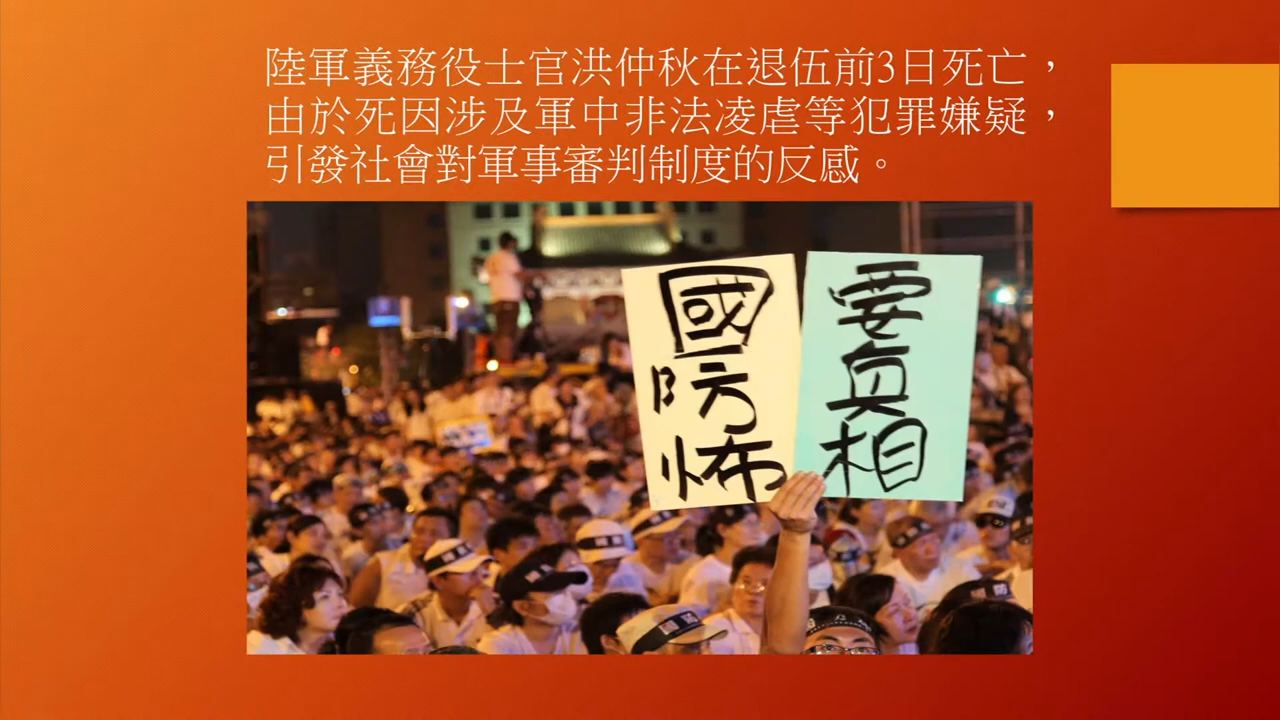 陸軍義務役士官洪仲秋在退伍前3日死亡，
由於死因涉及軍中非法凌虐等犯罪嫌疑，
引發社會對軍事審判制度的反感。
國防怖
要真相